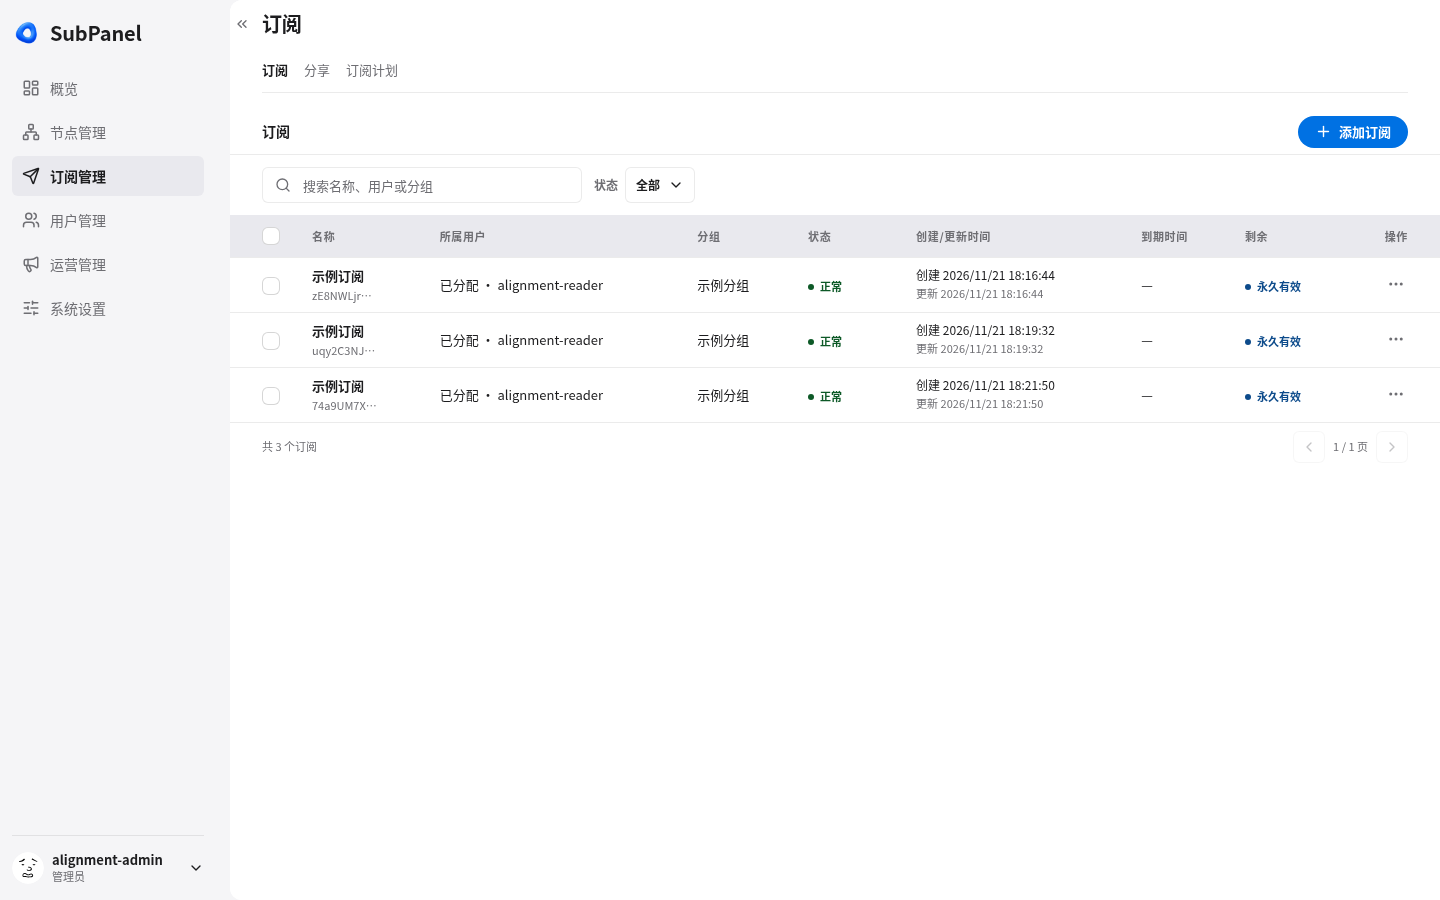 SubPanel
概览
节点管理
订阅管理
用户管理
运营管理
系统设置
alignment-admin
管理员
订阅
订阅 分享 订阅计划
订阅
添加订阅
搜索名称、用户或分组 状态 全部
名称 所属用户 分组 状态 创建/更新时间 到期时间 剩余 操作
示例订阅
zE8NWLjr···
已分配 · alignment-reader 示例分组 正常
创建 2026/11/21 18:16:44
更新 2026/11/21 18:16:44
— 永久有效
示例订阅
uqy2C3NJ···
已分配 · alignment-reader 示例分组 正常
创建 2026/11/21 18:19:32
更新 2026/11/21 18:19:32
— 永久有效
示例订阅
74a9UM7X···
已分配 · alignment-reader 示例分组 正常
创建 2026/11/21 18:21:50
更新 2026/11/21 18:21:50
— 永久有效
共 3 个订阅
1 / 1 页